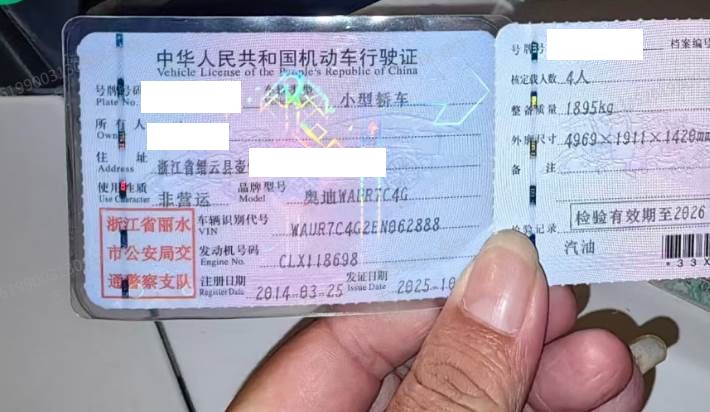 中华人民共和国机动车行驶证
Vehicle License of the People's Republic of China
号牌号码
Plate No.
小型轿车
所有人
Owner
住址
Address
浙江省缙云县壶
使用性质
Use Character
非营运
品牌型号
Model
奥迪WAUR7C4G
车辆识别代号
VIN
WAUR7C4G2EN062888
发动机号码
Engine No.
CLX118698
注册日期
Register Date
2014-03-25
发证日期
Issue Date
2025-10
浙江省丽水
市公安局交
通警察支队
号牌号
档案编号
核定载人数 4人
整备质量 1895kg
外廓尺寸 4969×1911×1420mm
备注
检验有效期至2026
检验记录
汽油
*33X